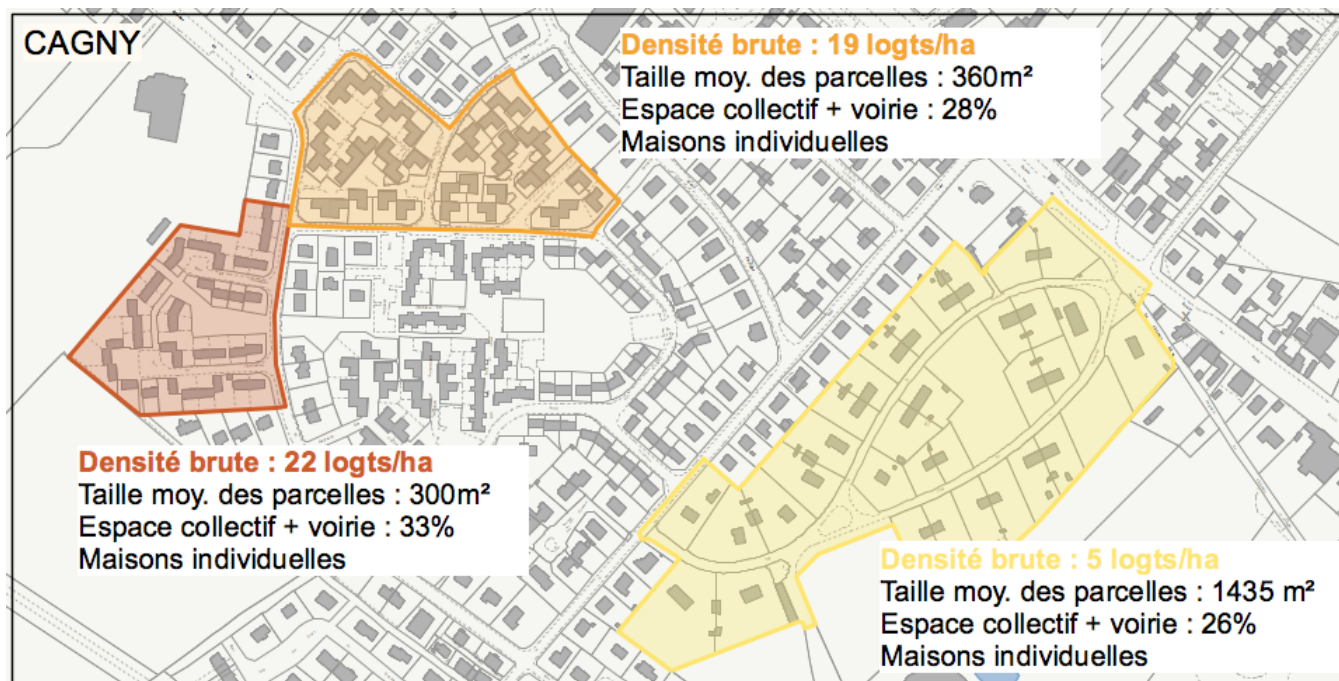 CAGNY
Densité brute : 19 logts/ha
Taille moy. des parcelles : 360m²
Espace collectif + voirie : 28%
Maisons individuelles
Densité brute : 22 logts/ha
Taille moy. des parcelles : 300m²
Espace collectif + voirie : 33%
Maisons individuelles
Densité brute : 5 logts/ha
Taille moy. des parcelles : 1435 m²
Espace collectif + voirie : 26%
Maisons individuelles